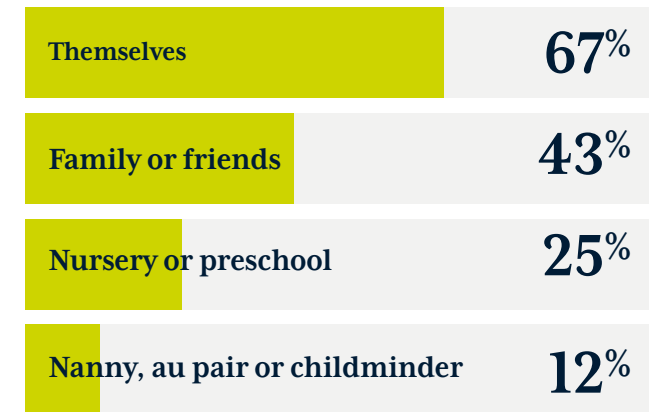 Themselves 67%
Family or friends 43%
Nursery or preschool 25%
Nanny, au pair or childminder 12%